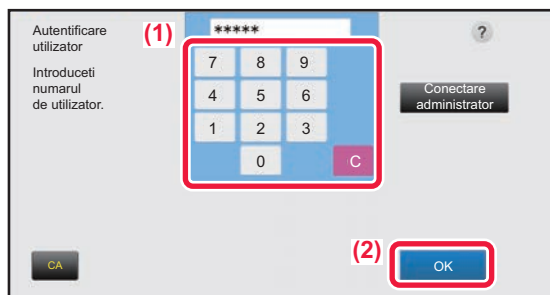 Autentificare
utilizator
Introduceti
numarul
de utilizator.
(1)
*****
7 8 9
4 5 6
1 2 3
0 C
?
Conectare
administrator
CA
(2)
OK